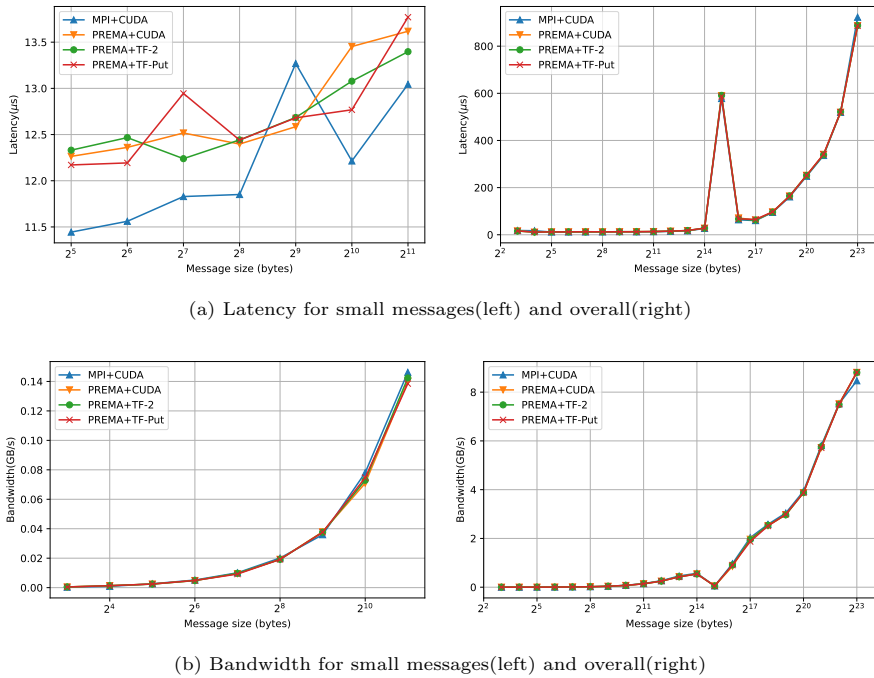 MPI+CUDA
PREMA+CUDA
PREMA+TF-2
PREMA+TF-Put
Latency(μs)
13.5
13.0
12.5
12.0
11.5
2^5 2^6 2^7 2^8 2^9 2^10 2^11
Message size (bytes)
MPI+CUDA
PREMA+CUDA
PREMA+TF-2
PREMA+TF-Put
Latency(μs)
800
600
400
200
0
2^2 2^5 2^8 2^11 2^14 2^17 2^20 2^23
Message size (bytes)
(a) Latency for small messages(left) and overall(right)
MPI+CUDA
PREMA+CUDA
PREMA+TF-2
PREMA+TF-Put
Bandwidth(GB/s)
0.14
0.12
0.10
0.08
0.06
0.04
0.02
0.00
2^4 2^6 2^8 2^10
Message size (bytes)
MPI+CUDA
PREMA+CUDA
PREMA+TF-2
PREMA+TF-Put
Bandwidth(GB/s)
8
6
4
2
0
2^2 2^5 2^8 2^11 2^14 2^17 2^20 2^23
Message size (bytes)
(b) Bandwidth for small messages(left) and overall(right)